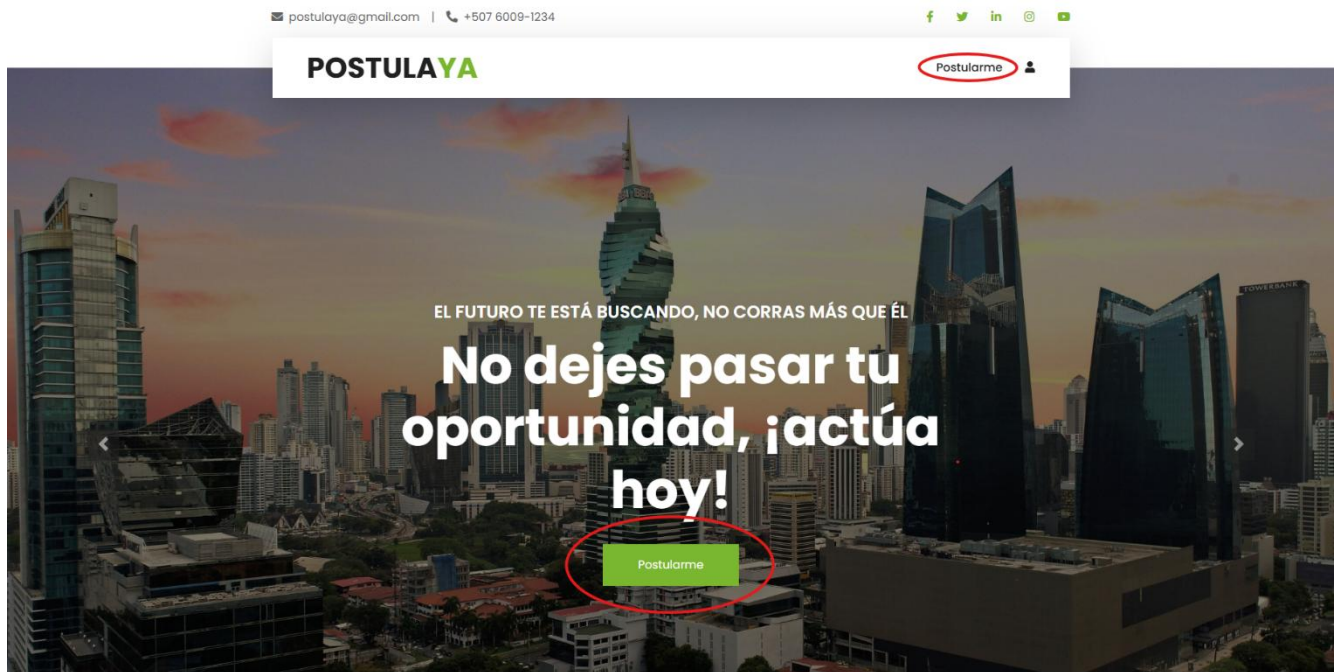 postulaya@gmail.com | +507 6009-1234
POSTULAYA
Postularme
EL FUTURO TE ESTÁ BUSCANDO, NO CORRAS MÁS QUE ÉL
No dejes pasar tu
oportunidad, ¡actúa
hoy!
Postularme
TOWERBANK